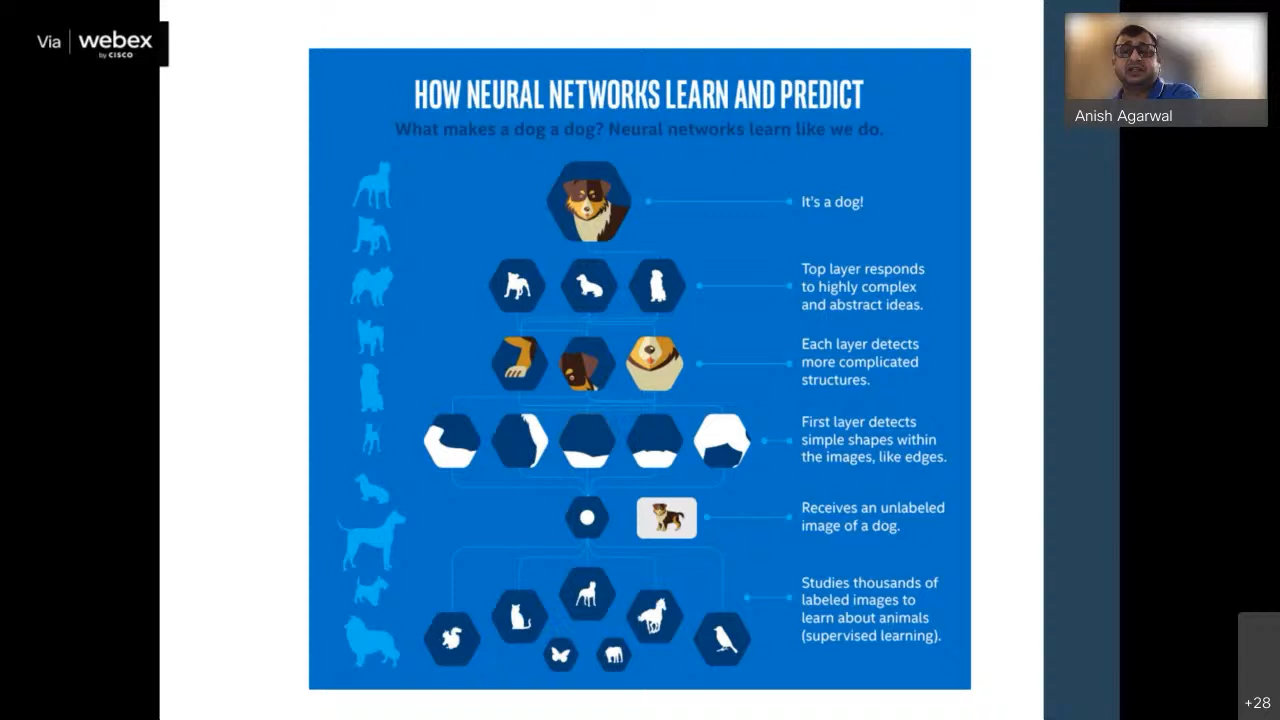 Via | webex
by CISCO
HOW NEURAL NETWORKS LEARN AND PREDICT
What makes a dog a dog? Neural networks learn like we do.
It's a dog!
Top layer responds
to highly complex
and abstract ideas.
Each layer detects
more complicated
structures.
First layer detects
simple shapes within
the images, like edges.
Receives an unlabeled
image of a dog.
Studies thousands of
labeled images to
learn about animals
(supervised learning).
Anish Agarwal
+28